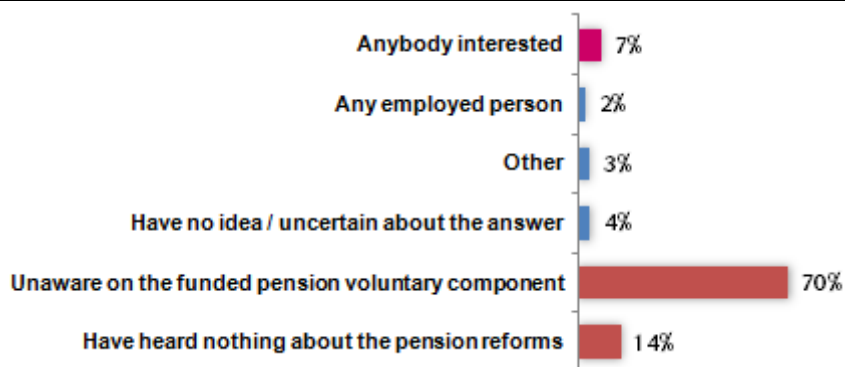 Anybody interested 7%
Any employed person 2%
Other 3%
Have no idea / uncertain about the answer 4%
Unaware on the funded pension voluntary component 70%
Have heard nothing about the pension reforms 14%